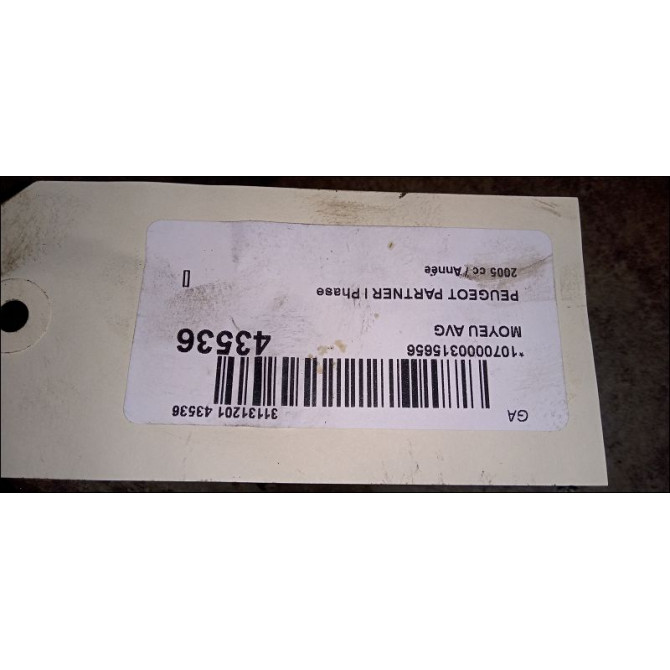 GA 31131201 43536
*1070000315656
MOYEU AVG 43536
PEUGEOT PARTNER I Phase
2005 cc / Année